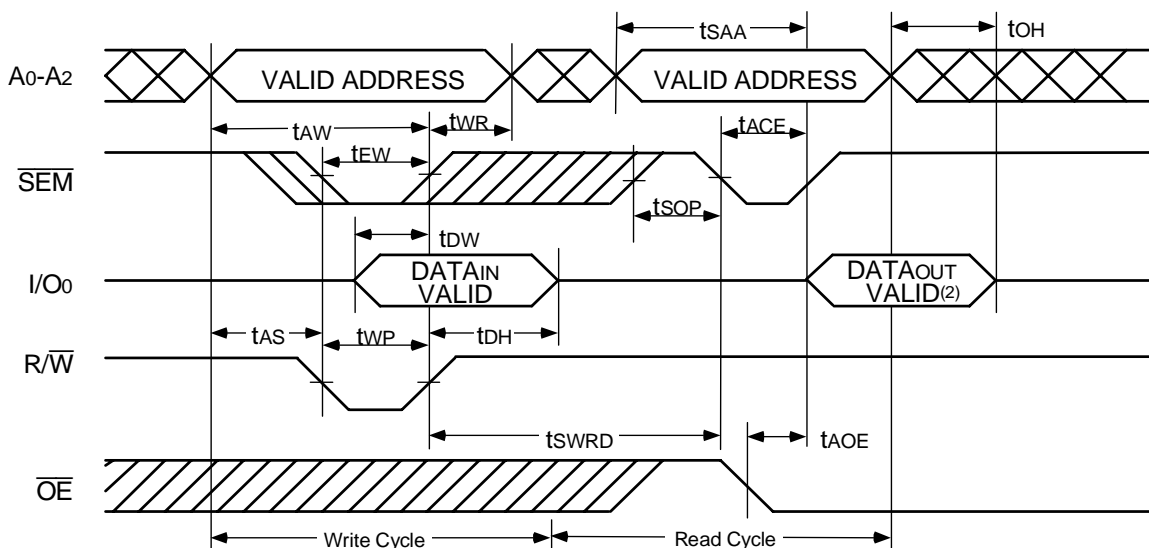 tSAA
tOH
A0-A2
VALID ADDRESS
VALID ADDRESS
tAW
tWR
tACE
tEW
SEM
tSOP
tDW
I/O0
DATAIN
VALID
DATAOUT
VALID(2)
tAS
tWP
tDH
R/W
tSWRD
tAOE
OE
Write Cycle
Read Cycle